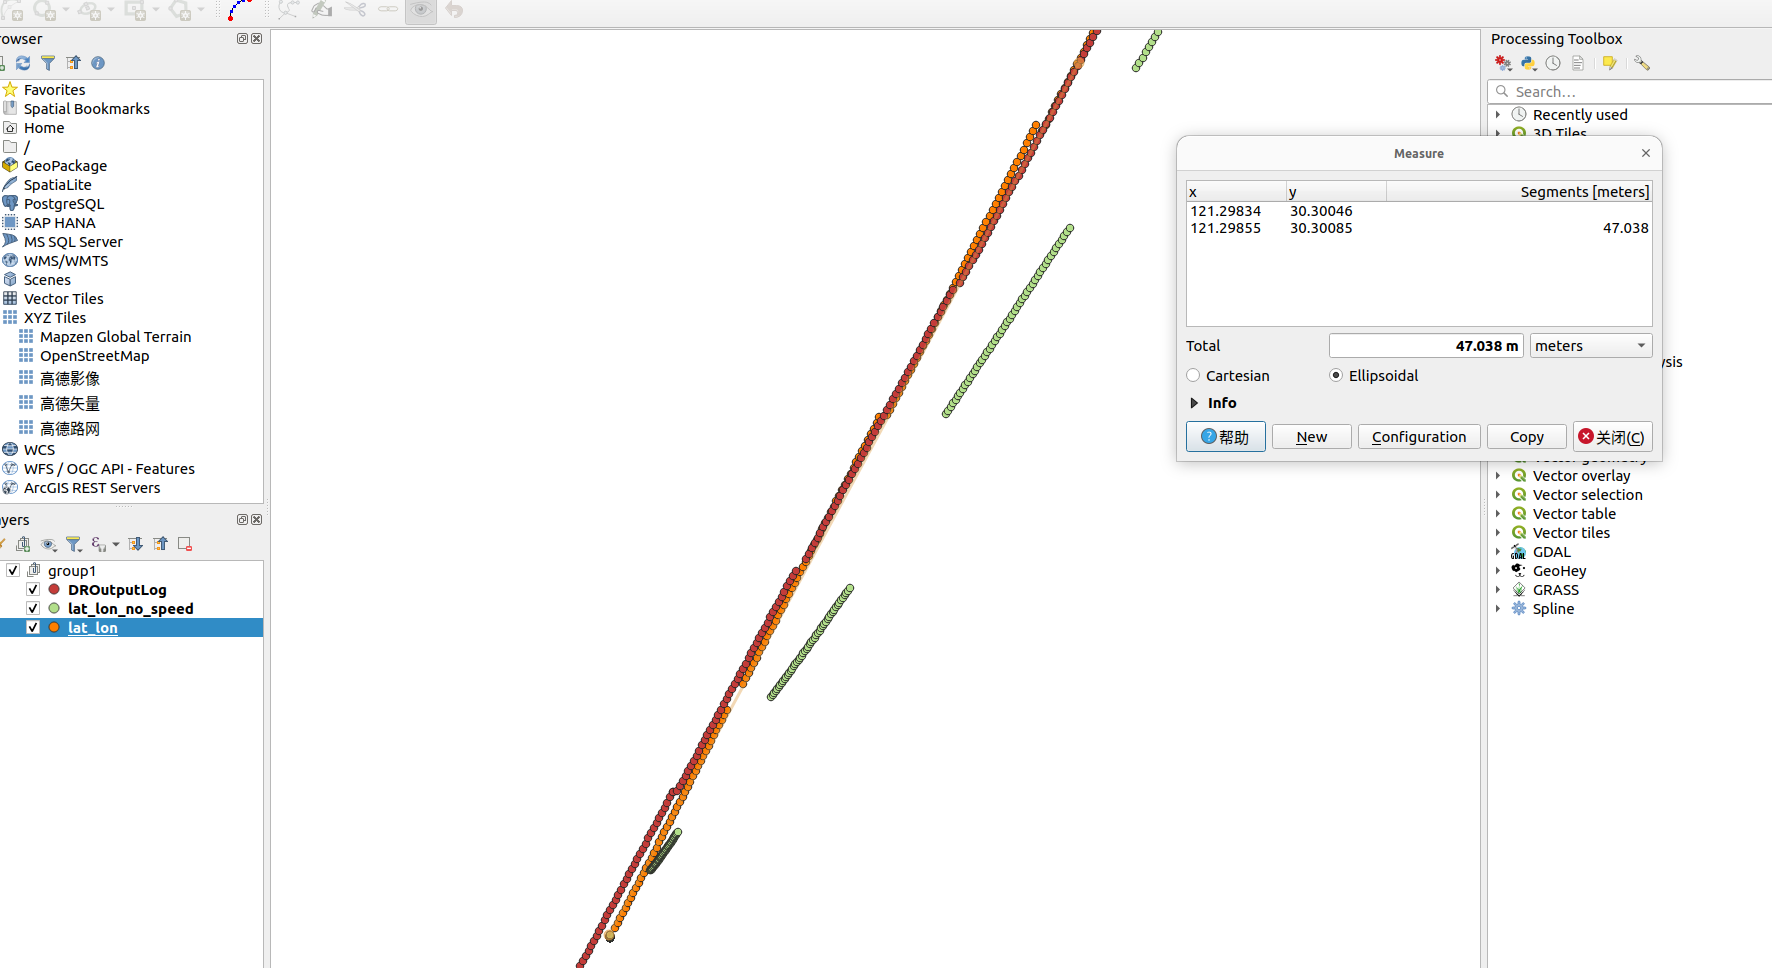 owser
Favorites
Spatial Bookmarks
Home
/
GeoPackage
SpatiaLite
PostgreSQL
SAP HANA
MS SQL Server
WMS/WMTS
Scenes
Vector Tiles
XYZ Tiles
Mapzen Global Terrain
OpenStreetMap
高德影像
高德矢量
高德路网
WCS
WFS / OGC API - Features
ArcGIS REST Servers
ayers
group1
DROutputLog
lat_lon_no_speed
lat_lon
Measure
x y Segments [meters]
121.29834 30.30046
121.29855 30.30085 47.038
Total 47.038 m meters
Cartesian Ellipsoidal
Info
帮助 New Configuration Copy 关闭(C)
Processing Toolbox
Search...
Recently used
3D Tiles
ysis
Vector geometry
Vector overlay
Vector selection
Vector table
Vector tiles
GDAL
GeoHey
GRASS
Spline